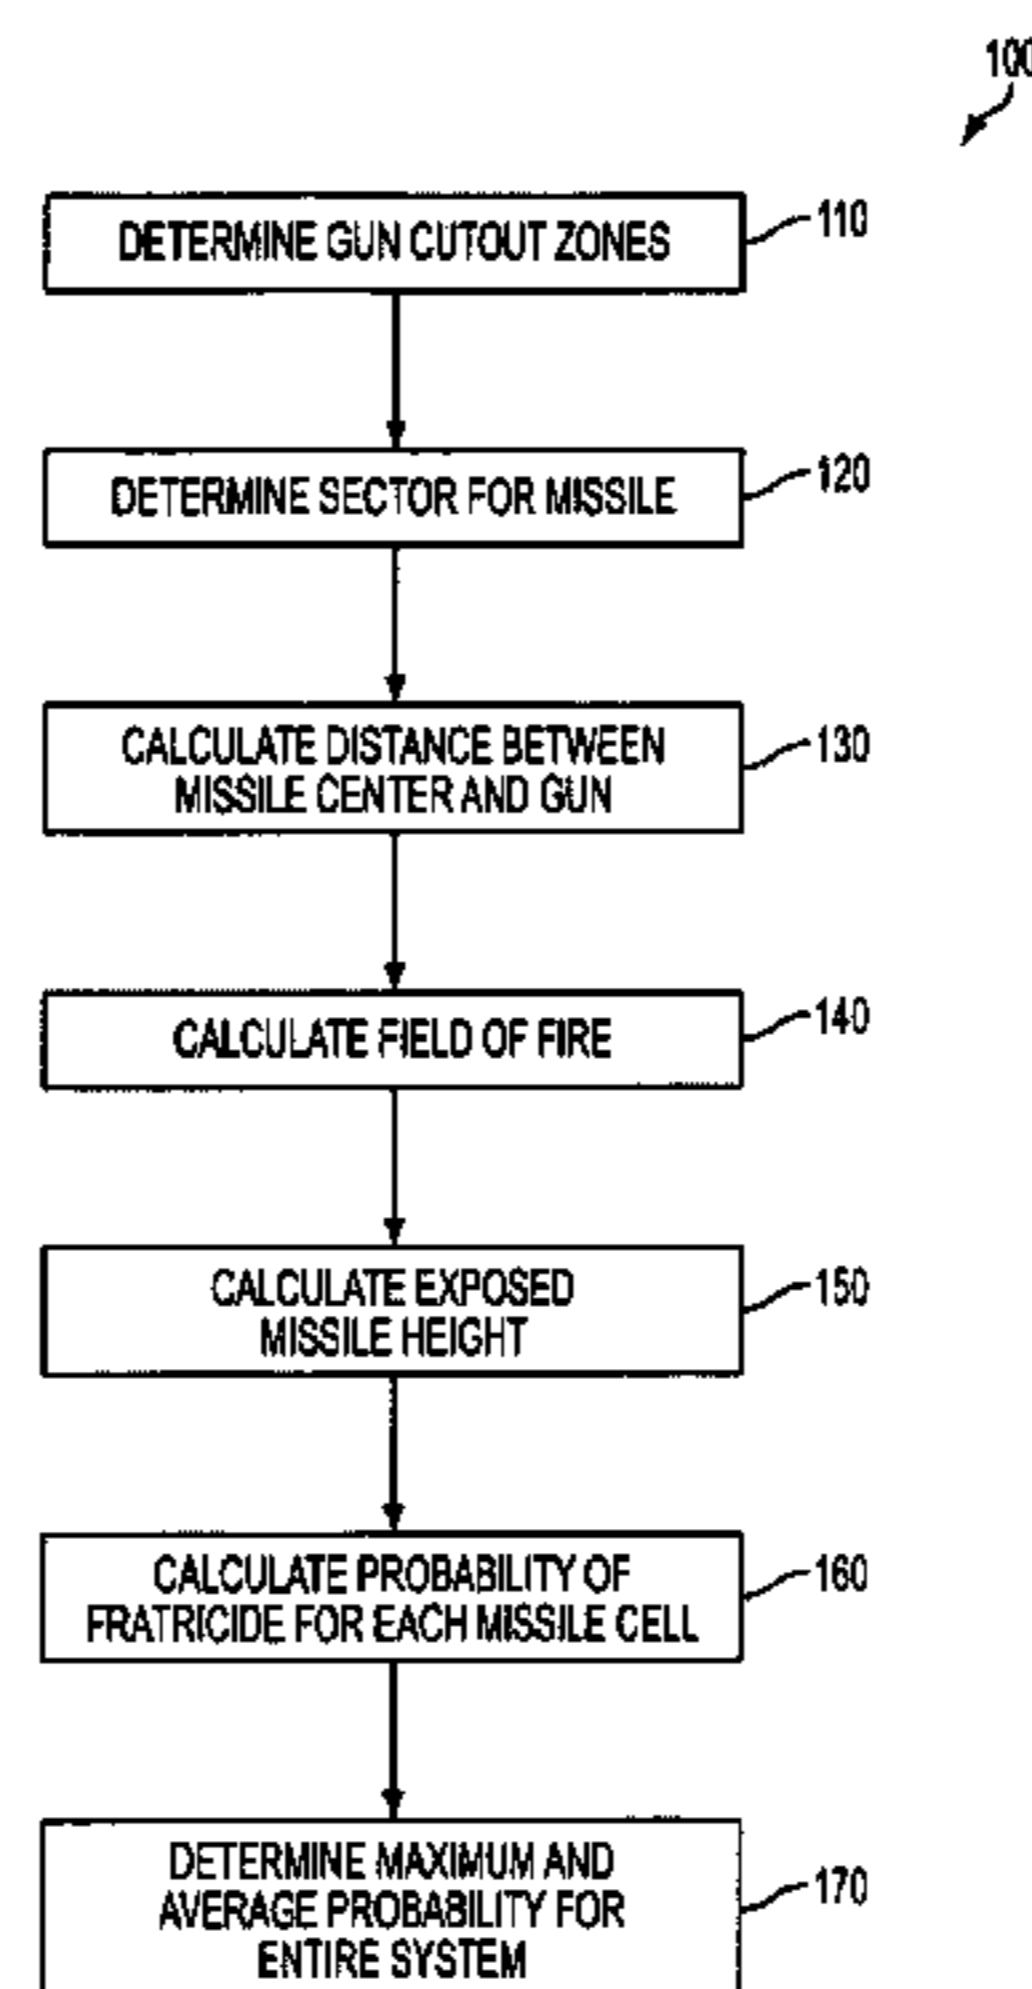 100
DETERMINE GUN CUTOUT ZONES
110
DETERMINE SECTOR FOR MISSILE
120
CALCULATE DISTANCE BETWEEN
MISSILE CENTER AND GUN
130
CALCULATE FIELD OF FIRE
140
CALCULATE EXPOSED
MISSILE HEIGHT
150
CALCULATE PROBABILITY OF
FRATRICIDE FOR EACH MISSILE CELL
160
DETERMINE MAXIMUM AND
AVERAGE PROBABILITY FOR
ENTIRE SYSTEM
170